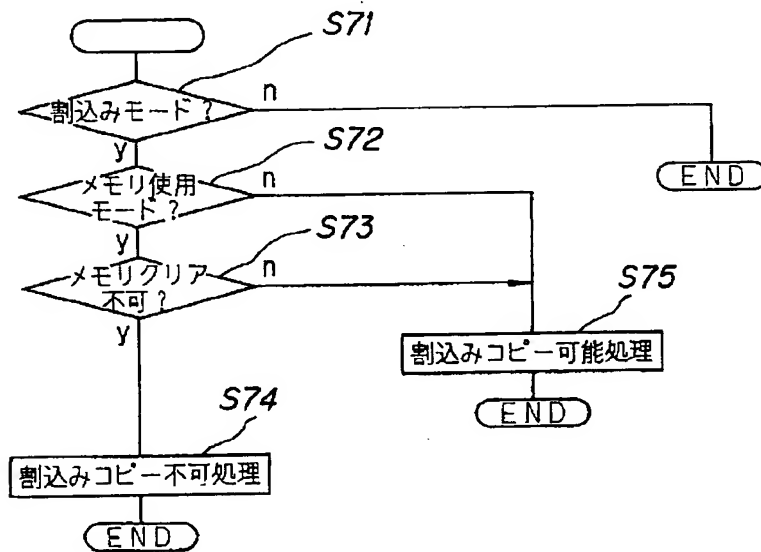 S71
割込みモード?
n
y
S72
メモリ使用
モード?
n
END
y
S73
メモリクリア
不可?
n
y
S75
割込みコピー可能処理
END
S74
割込みコピー不可処理
END